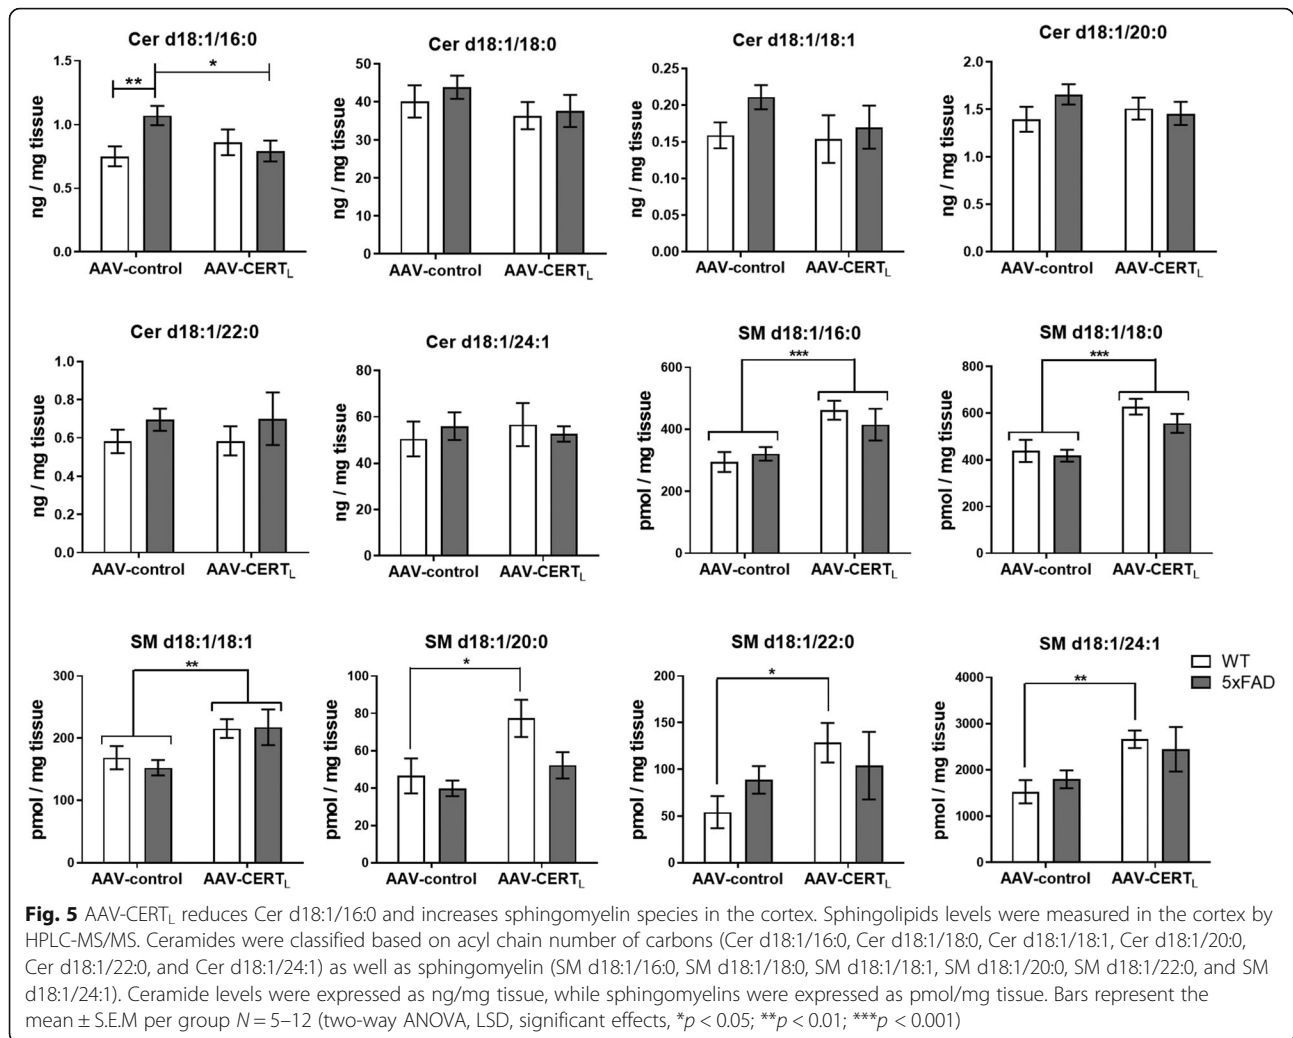 Cer d18:1/16:0
ng / mg tissue
1.5
1.0
0.5
0.0
**
*
AAV-control AAV-CERTL
Cer d18:1/18:0
ng / mg tissue
50
40
30
20
10
0
AAV-control AAV-CERTL
Cer d18:1/18:1
ng / mg tissue
0.25
0.20
0.15
0.10
0.05
0.00
AAV-control AAV-CERTL
Cer d18:1/20:0
ng / mg tissue
2.0
1.5
1.0
0.5
0.0
AAV-control AAV-CERTL
Cer d18:1/22:0
ng / mg tissue
1.0
0.8
0.6
0.4
0.2
0.0
AAV-control AAV-CERTL
Cer d18:1/24:1
ng / mg tissue
80
60
40
20
0
AAV-control AAV-CERTL
SM d18:1/16:0
pmol / mg tissue
600
400
200
0
***
AAV-control AAV-CERTL
SM d18:1/18:0
pmol / mg tissue
800
600
400
200
0
***
AAV-control AAV-CERTL
SM d18:1/18:1
pmol / mg tissue
300
200
100
0
**
AAV-control AAV-CERTL
SM d18:1/20:0
pmol / mg tissue
100
80
60
40
20
0
*
AAV-control AAV-CERTL
SM d18:1/22:0
pmol / mg tissue
200
150
100
50
0
*
AAV-control AAV-CERTL
SM d18:1/24:1
pmol / mg tissue
4000
3000
2000
1000
0
**
AAV-control AAV-CERTL
WT
5xFAD
Fig. 5 AAV-CERTL reduces Cer d18:1/16:0 and increases sphingomyelin species in the cortex. Sphingolipids levels were measured in the cortex by
HPLC-MS/MS. Ceramides were classified based on acyl chain number of carbons (Cer d18:1/16:0, Cer d18:1/18:0, Cer d18:1/18:1, Cer d18:1/20:0,
Cer d18:1/22:0, and Cer d18:1/24:1) as well as sphingomyelin (SM d18:1/16:0, SM d18:1/18:0, SM d18:1/18:1, SM d18:1/20:0, SM d18:1/22:0, and SM
d18:1/24:1). Ceramide levels were expressed as ng/mg tissue, while sphingomyelins were expressed as pmol/mg tissue. Bars represent the
mean ± S.E.M per group N = 5–12 (two-way ANOVA, LSD, significant effects, *p < 0.05; **p < 0.01; ***p < 0.001)